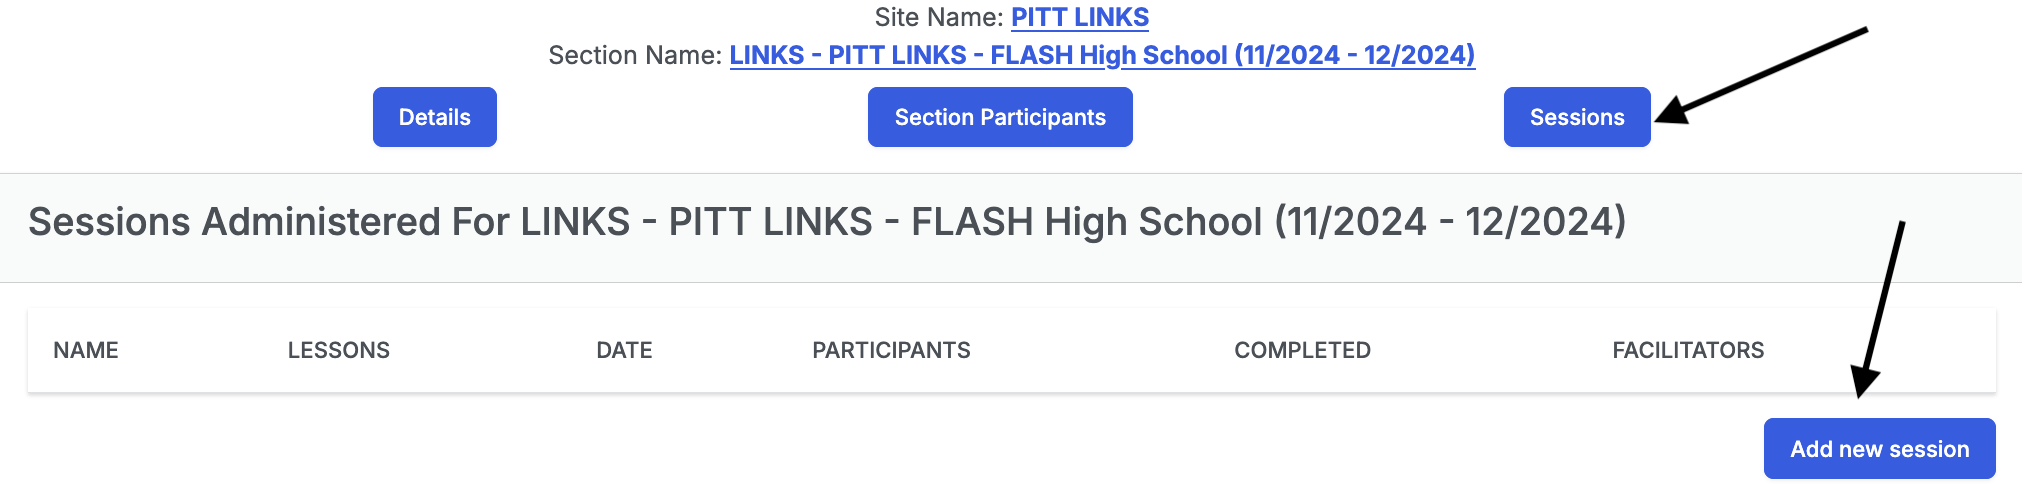 Site Name: PITT LINKS
Section Name: LINKS - PITT LINKS - FLASH High School (11/2024 - 12/2024)
Details Section Participants Sessions
Sessions Administered For LINKS - PITT LINKS - FLASH High School (11/2024 - 12/2024)
NAME LESSONS DATE PARTICIPANTS COMPLETED FACILITATORS
Add new session